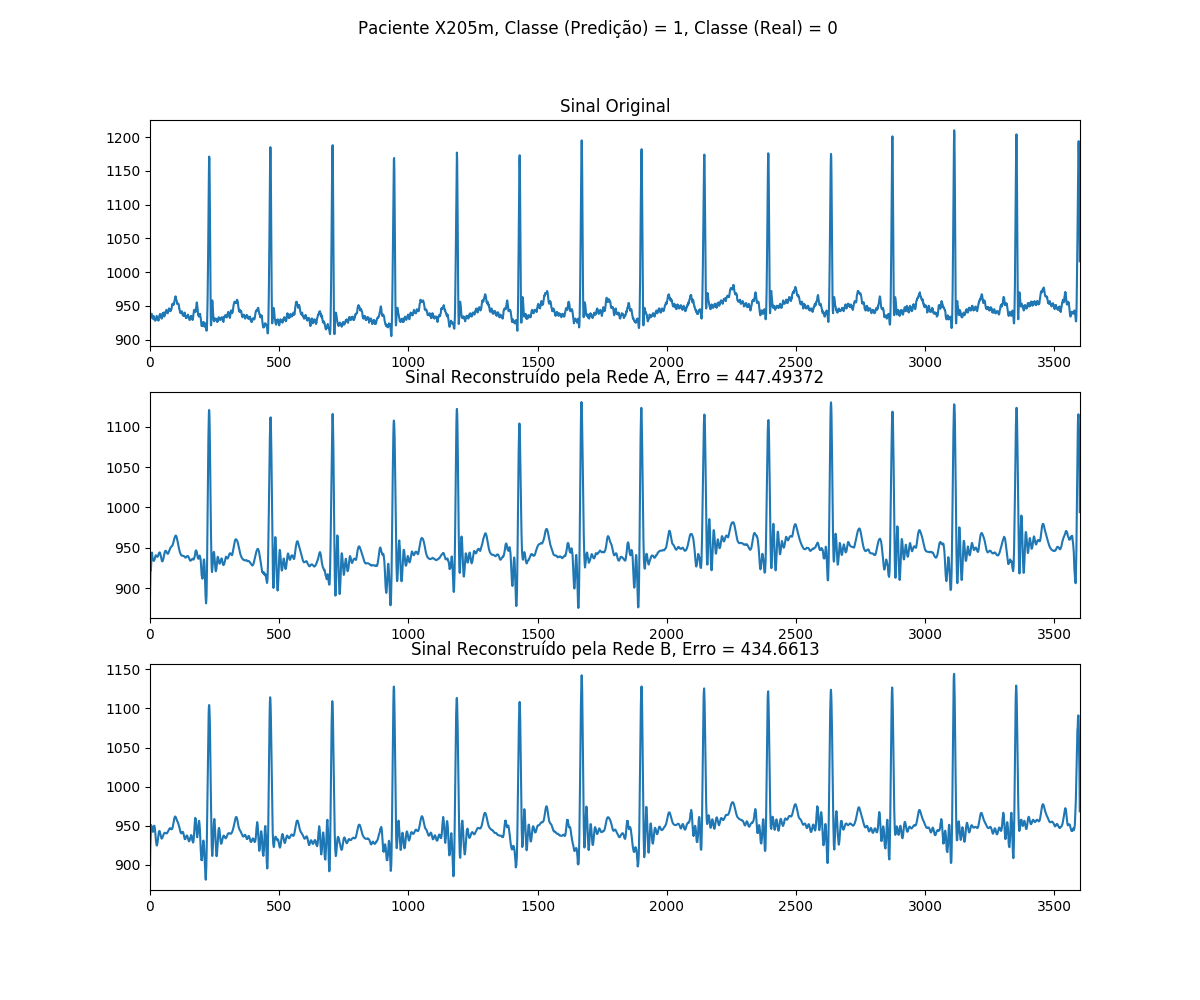 Paciente X205m, Classe (Predição) = 1, Classe (Real) = 0
Sinal Original
1200
1150
1100
1050
1000
950
900
0 500 1000 1500 2000 2500 3000 3500
Sinal Reconstruído pela Rede A, Erro = 447.49372
1100
1050
1000
950
900
0 500 1000 1500 2000 2500 3000 3500
Sinal Reconstruído pela Rede B, Erro = 434.6613
1150
1100
1050
1000
950
900
0 500 1000 1500 2000 2500 3000 3500